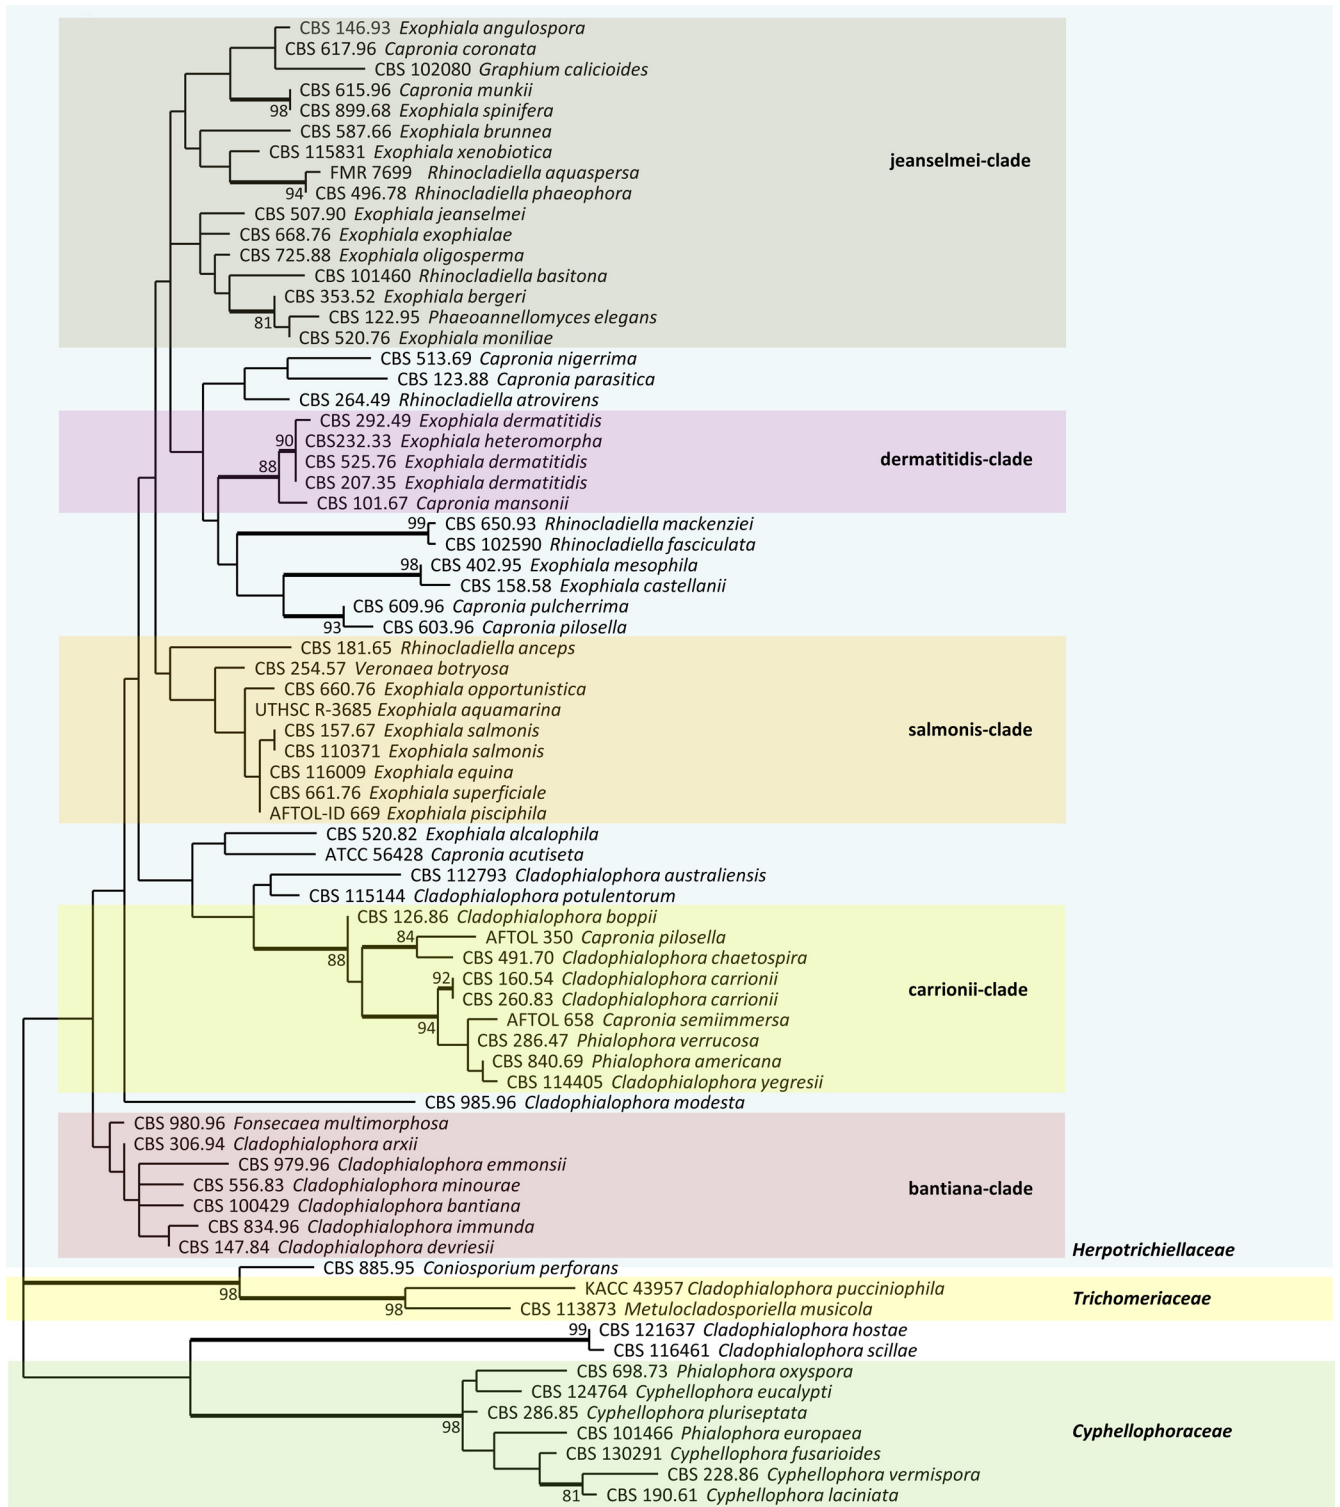 CBS 146.93 Exophiala angulospora
CBS 617.96 Capronia coronata
CBS 102080 Graphium calicioides
CBS 615.96 Capronia munkii
98 CBS 899.68 Exophiala spinifera
CBS 587.66 Exophiala brunnea
CBS 115831 Exophiala xenobiotica
jeanselmei-clade
FMR 7699 Rhinocladiella aquaspersa
94 CBS 496.78 Rhinocladiella phaeophora
CBS 507.90 Exophiala jeanselmei
CBS 668.76 Exophiala exophialae
CBS 725.88 Exophiala oligosperma
CBS 101460 Rhinocladiella basitona
CBS 353.52 Exophiala bergeri
81 CBS 122.95 Phaeoannellomyces elegans
CBS 520.76 Exophiala moniliae
CBS 513.69 Capronia nigerrima
CBS 123.88 Capronia parasitica
CBS 264.49 Rhinocladiella atrovirens
CBS 292.49 Exophiala dermatitidis
90 CBS232.33 Exophiala heteromorpha
88 CBS 525.76 Exophiala dermatitidis
dermatitidis-clade
CBS 207.35 Exophiala dermatitidis
CBS 101.67 Capronia mansonii
99 CBS 650.93 Rhinocladiella mackenziei
CBS 102590 Rhinocladiella fasciculata
98 CBS 402.95 Exophiala mesophila
CBS 158.58 Exophiala castellanii
CBS 609.96 Capronia pulcherrima
93 CBS 603.96 Capronia pilosella
CBS 181.65 Rhinocladiella anceps
CBS 254.57 Veronaea botryosa
CBS 660.76 Exophiala opportunistica
UTHSC R-3685 Exophiala aquamarina
CBS 157.67 Exophiala salmonis
salmonis-clade
CBS 110371 Exophiala salmonis
CBS 116009 Exophiala equina
CBS 661.76 Exophiala superficiale
AFTOL-ID 669 Exophiala pisciphila
CBS 520.82 Exophiala alcalophila
ATCC 56428 Capronia acutiseta
CBS 112793 Cladophialophora australiensis
CBS 115144 Cladophialophora potulentorum
CBS 126.86 Cladophialophora boppii
84 AFTOL 350 Capronia pilosella
88 CBS 491.70 Cladophialophora chaetospira
92 CBS 160.54 Cladophialophora carrionii
carrionii-clade
CBS 260.83 Cladophialophora carrionii
94 AFTOL 658 Capronia semiimmersa
CBS 286.47 Phialophora verrucosa
CBS 840.69 Phialophora americana
CBS 114405 Cladophialophora yegresii
CBS 985.96 Cladophialophora modesta
CBS 980.96 Fonsecaea multimorphosa
CBS 306.94 Cladophialophora arxii
CBS 979.96 Cladophialophora emmonsii
CBS 556.83 Cladophialophora minourae
bantiana-clade
CBS 100429 Cladophialophora bantiana
CBS 834.96 Cladophialophora immunda
CBS 147.84 Cladophialophora devriesii
Herpotrichiellaceae
CBS 885.95 Coniosporium perforans
98 KACC 43957 Cladophialophora pucciniophila
Trichomeriaceae
98 CBS 113873 Metulocladosporiella musicola
99 CBS 121637 Cladophialophora hostae
CBS 116461 Cladophialophora scillae
CBS 698.73 Phialophora oxyspora
CBS 124764 Cyphellophora eucalypti
CBS 286.85 Cyphellophora pluriseptata
98 CBS 101466 Phialophora europaea
Cyphellophoraceae
CBS 130291 Cyphellophora fusarioides
CBS 228.86 Cyphellophora vermispora
81 CBS 190.61 Cyphellophora laciniata